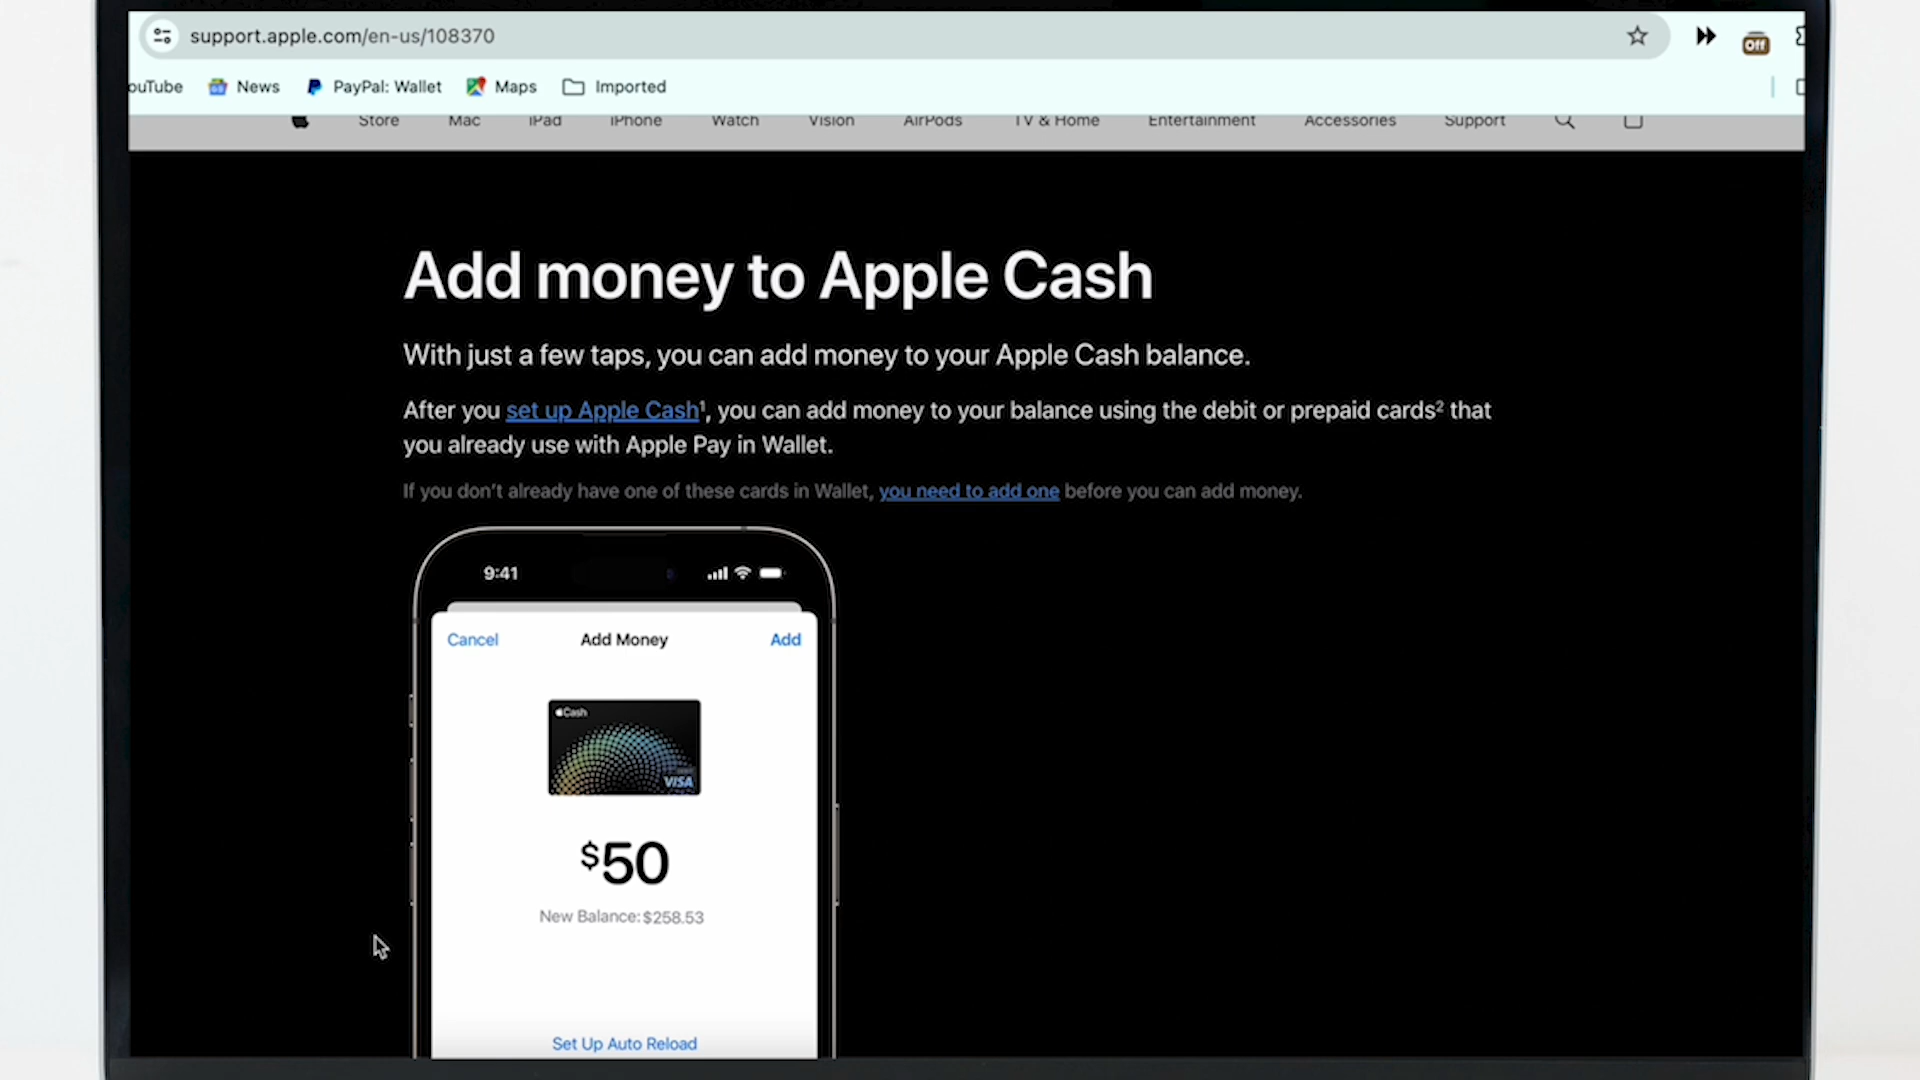 support.apple.com/en-us/108370
Off
ouTube News PayPal: Wallet Maps Imported
Store Mac iPad iPhone Watch Vision AirPods TV & Home Entertainment Accessories Support
Add money to Apple Cash
With just a few taps, you can add money to your Apple Cash balance.
After you set up Apple Cash¹, you can add money to your balance using the debit or prepaid cards² that
you already use with Apple Pay in Wallet.
If you don't already have one of these cards in Wallet, you need to add one before you can add money.
9:41
Cancel Add Money Add
Cash
VISA
$50
New Balance: $258.53
Set Up Auto Reload